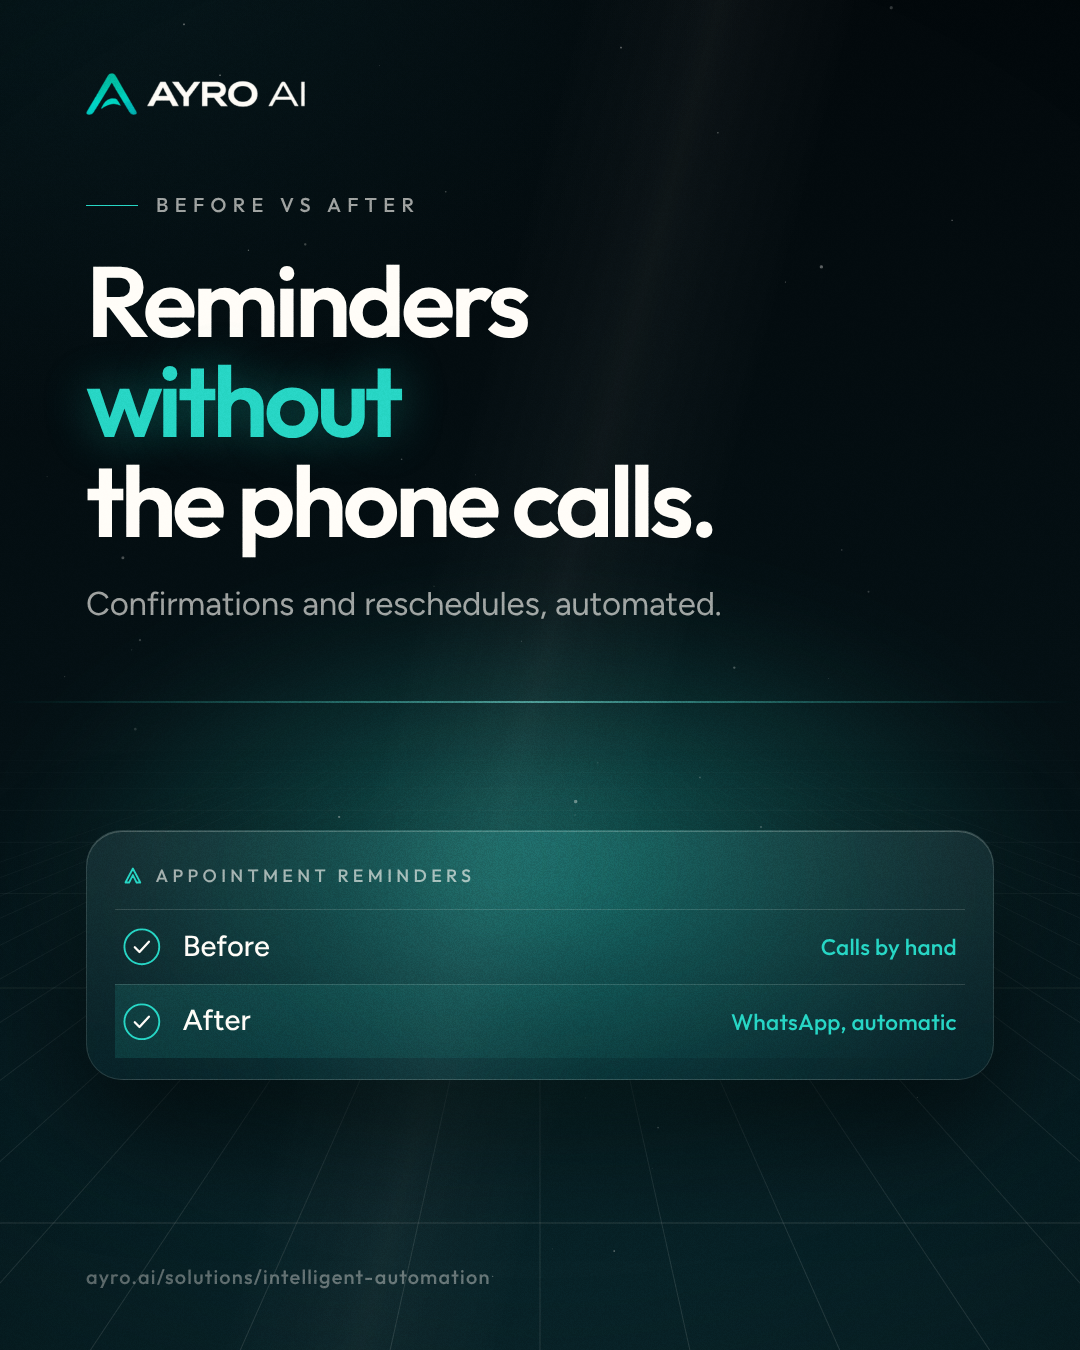 AYRO AI
BEFORE VS AFTER
Reminders
without
the phone calls.
Confirmations and reschedules, automated.
APPOINTMENT REMINDERS
Before
Calls by hand
After
WhatsApp, automatic
ayro.ai/solutions/intelligent-automation